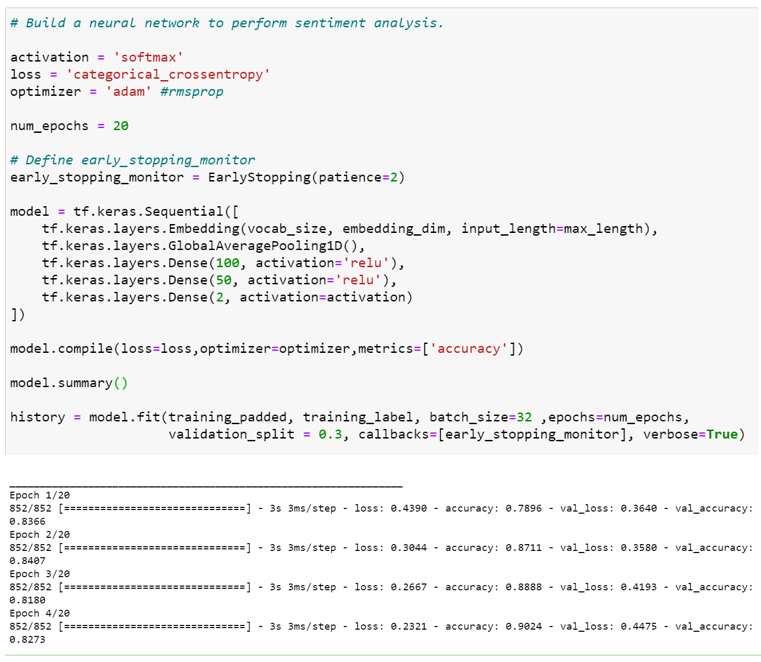 # Build a neural network to perform sentiment analysis.
activation = 'softmax'
loss = 'categorical_crossentropy'
optimizer = 'adam' #rmsprop
num_epochs = 20
# Define early_stopping_monitor
early_stopping_monitor = EarlyStopping(patience=2)
model = tf.keras.Sequential([
    tf.keras.layers.Embedding(vocab_size, embedding_dim, input_length=max_length),
    tf.keras.layers.GlobalAveragePooling1D(),
    tf.keras.layers.Dense(100, activation='relu'),
    tf.keras.layers.Dense(50, activation='relu'),
    tf.keras.layers.Dense(2, activation=activation)
])
model.compile(loss=loss,optimizer=optimizer,metrics=['accuracy'])
model.summary()
history = model.fit(training_padded, training_label, batch_size=32 ,epochs=num_epochs,
                    validation_split = 0.3, callbacks=[early_stopping_monitor], verbose=True)
_________________________________________________________________
Epoch 1/20
852/852 [==============================] - 3s 3ms/step - loss: 0.4390 - accuracy: 0.7896 - val_loss: 0.3640 - val_accuracy:
0.8366
Epoch 2/20
852/852 [==============================] - 3s 3ms/step - loss: 0.3044 - accuracy: 0.8711 - val_loss: 0.3580 - val_accuracy:
0.8407
Epoch 3/20
852/852 [==============================] - 3s 3ms/step - loss: 0.2667 - accuracy: 0.8888 - val_loss: 0.4193 - val_accuracy:
0.8180
Epoch 4/20
852/852 [==============================] - 3s 3ms/step - loss: 0.2321 - accuracy: 0.9024 - val_loss: 0.4475 - val_accuracy:
0.8273